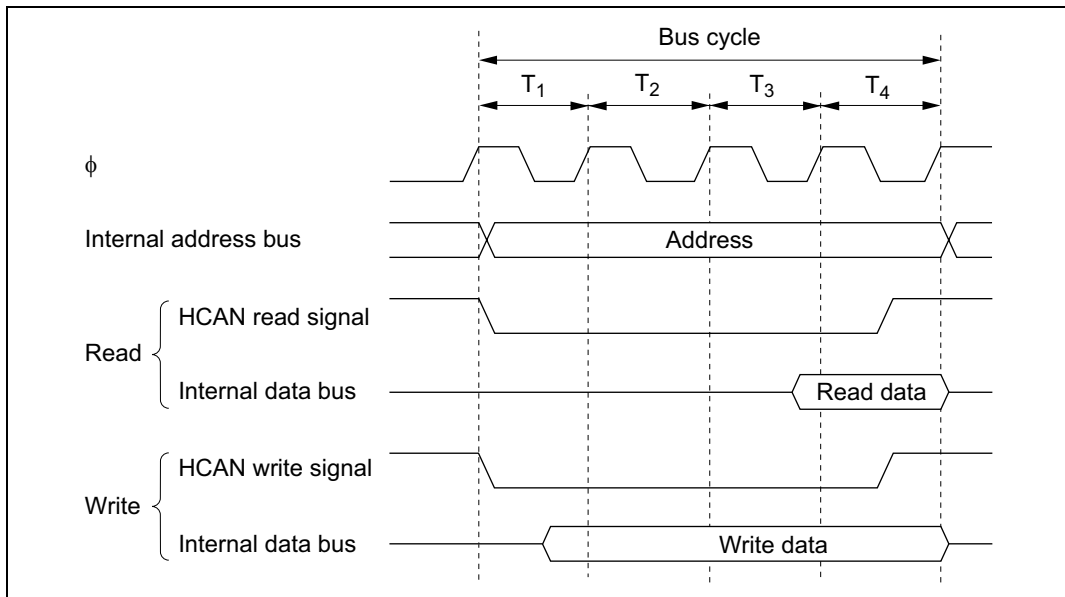 Bus cycle
T1 T2 T3 T4
ϕ
Internal address bus Address
HCAN read signal
Read
Internal data bus Read data
HCAN write signal
Write
Internal data bus Write data